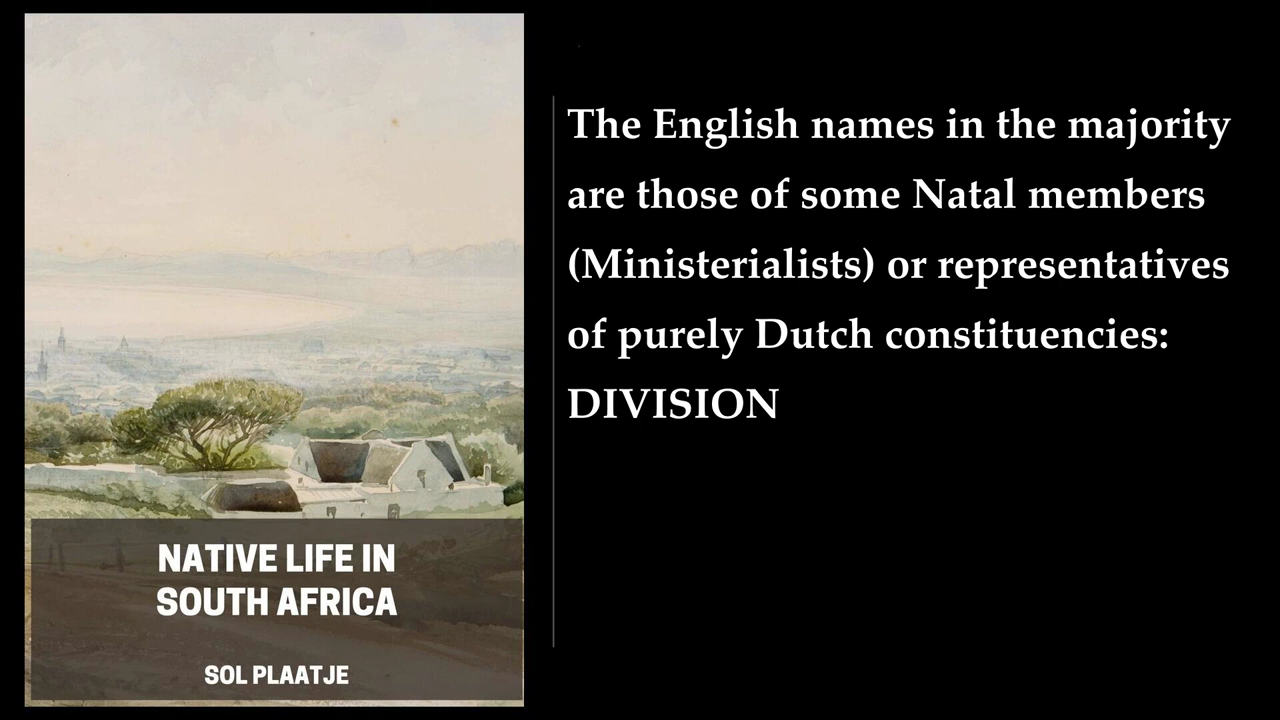 NATIVE LIFE IN
SOUTH AFRICA
SOL PLAATJE
The English names in the majority
are those of some Natal members
(Ministerialists) or representatives
of purely Dutch constituencies:
DIVISION